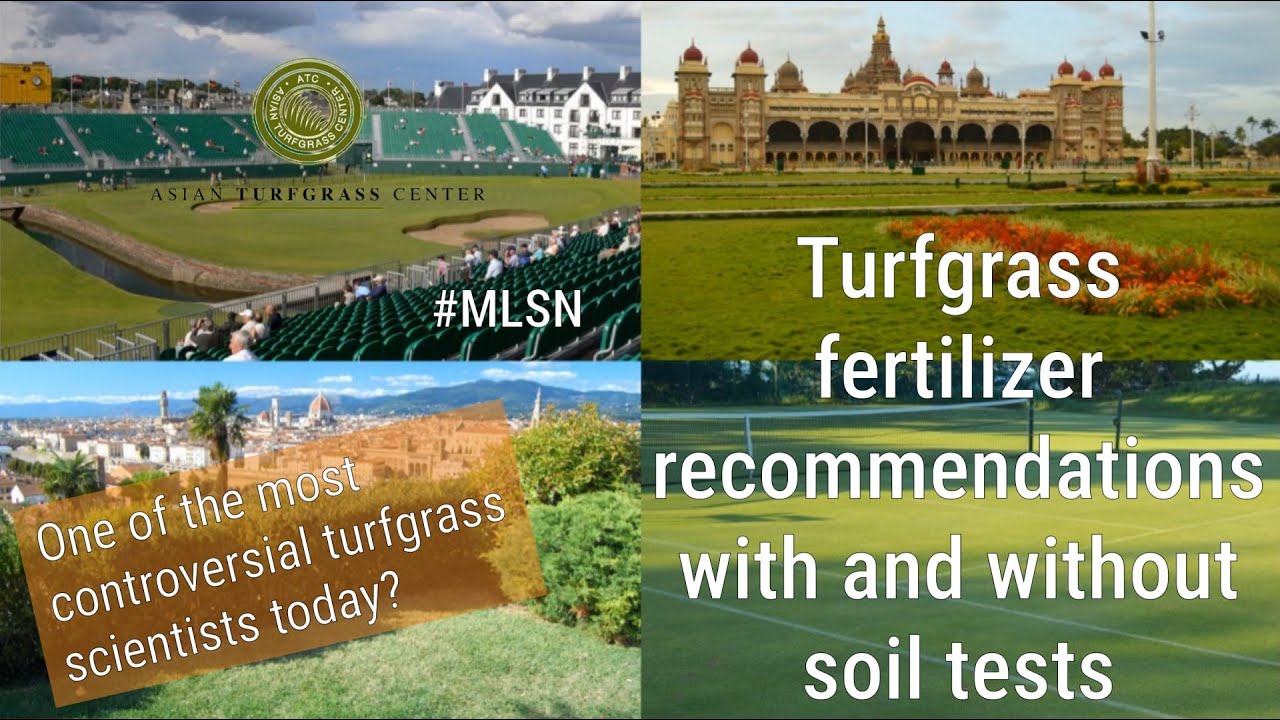 ATC
ASIAN TURFGRASS CENTER
ASIAN TURFGRASS CENTER
#MLSN
Turfgrass
fertilizer
recommendations
with and without
soil tests
One of the most
controversial turfgrass
scientists today?